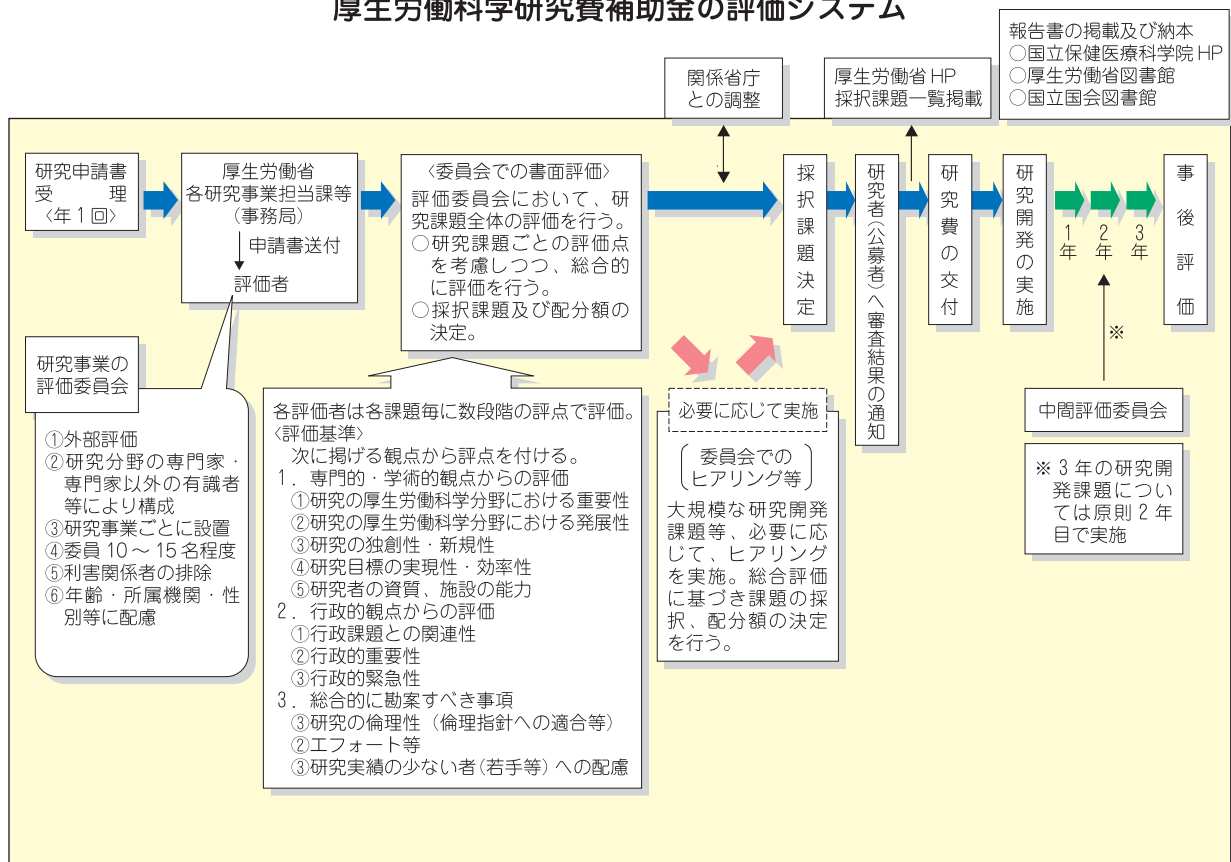 厚生労働科学研究費補助金の評価システム
報告書の掲載及び納本
○国立保健医療科学院HP
○厚生労働省図書館
○国立国会図書館
関係省庁
との調整
厚生労働省HP
採択課題一覧掲載
研究申請書
受理
〈年1回〉
厚生労働省
各研究事業担当課等
(事務局)
申請書送付
評価者
〈委員会での書面評価〉
評価委員会において、研
究課題全体の評価を行う。
○研究課題ごとの評価点
を考慮しつつ、総合的
に評価を行う。
○採択課題及び配分額の
決定。
採択課題決定
研究者(公募者)へ審査結果の通知
研究費の交付
研究開発の実施
1年
2年
3年
事後評価
※
研究事業の
評価委員会
①外部評価
②研究分野の専門家・
専門家以外の有識者
等により構成
③研究事業ごとに設置
④委員10～15名程度
⑤利害関係者の排除
⑥年齢・所属機関・性
別等に配慮
各評価者は各課題毎に数段階の評点で評価。
〈評価基準〉
次に掲げる観点から評点を付ける。
1．専門的・学術的観点からの評価
①研究の厚生労働科学分野における重要性
②研究の厚生労働科学分野における発展性
③研究の独創性・新規性
④研究目標の実現性・効率性
⑤研究者の資質、施設の能力
2．行政的観点からの評価
①行政課題との関連性
②行政的重要性
③行政的緊急性
3．総合的に勘案すべき事項
③研究の倫理性（倫理指針への適合等）
②エフォート等
③研究実績の少ない者(若手等)への配慮
必要に応じて実施
(委員会での
ヒアリング等)
大規模な研究開発
課題等、必要に応
じて、ヒアリング
を実施。総合評価
に基づき課題の採
択、配分額の決定
を行う。
中間評価委員会
※3年の研究開
発課題につい
ては原則2年
目で実施